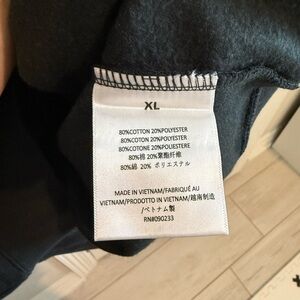 XL
80%COTTON 20%POLYESTER
80%COTONE 20%POLYESTER
80%COTONE 20%POLIESTERE
80%棉 20%聚酯纤维
80%綿 20% ポリエステル
MADE IN VIETNAM/FABRIQUÉ AU
VIETNAM/PRODOTTO IN VIETNAM/越南制造
/ベトナム製
RN#090233